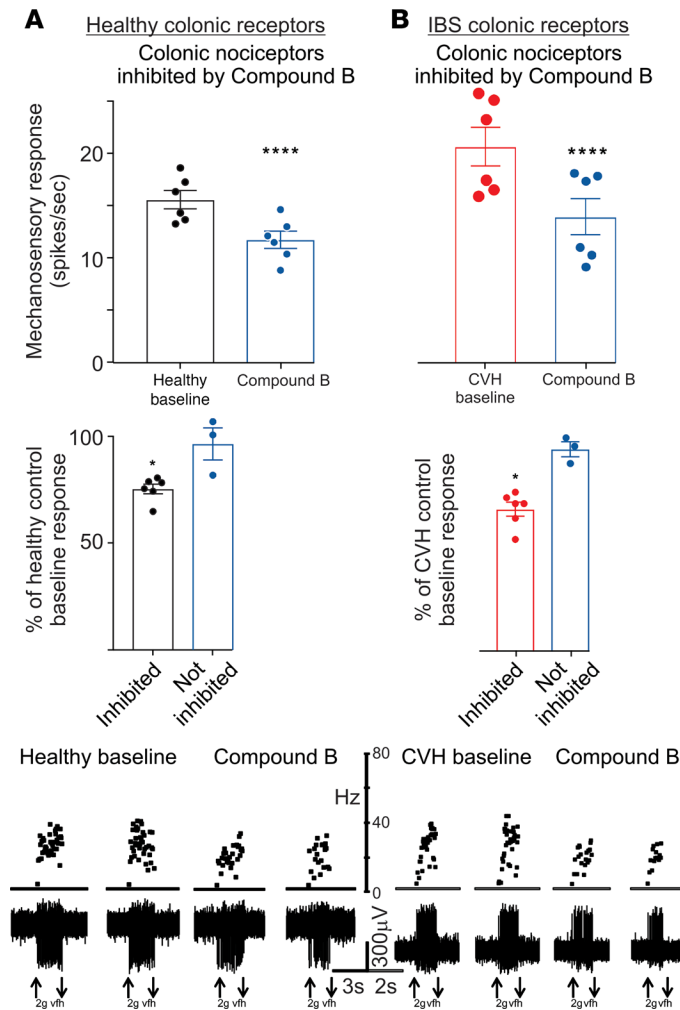 A
Healthy colonic receptors
Colonic nociceptors
inhibited by Compound B
Mechanosensory response
(spikes/sec)
20
10
0
****
Healthy
baseline
Compound B
B
IBS colonic receptors
Colonic nociceptors
inhibited by Compound B
****
CVH
baseline
Compound B
% of healthy control
baseline response
100
50
*
Inhibited
Not
inhibited
% of CVH control
baseline response
*
Inhibited
Not
inhibited
Healthy baseline
Compound B
80
Hz
40
0
CVH baseline
Compound B
300µV
3s
2s
2g vfh
2g vfh
2g vfh
2g vfh
2g vfh
2g vfh
2g vfh
2g vfh